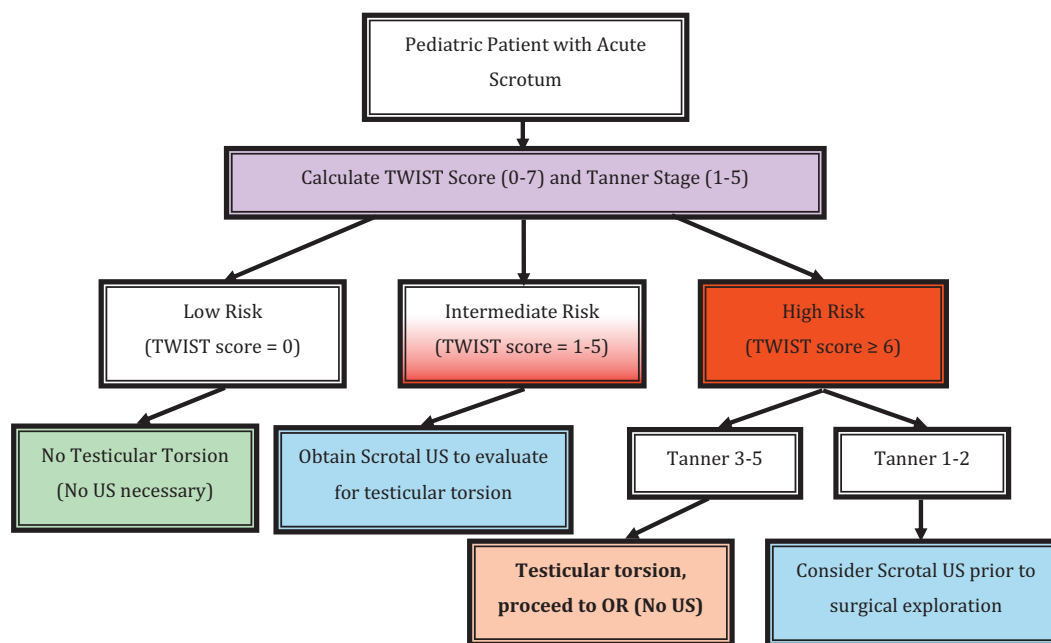 Pediatric Patient with Acute
Scrotum
Calculate TWIST Score (0-7) and Tanner Stage (1-5)
Low Risk
(TWIST score = 0)
Intermediate Risk
(TWIST score = 1-5)
High Risk
(TWIST score ≥ 6)
No Testicular Torsion
(No US necessary)
Obtain Scrotal US to evaluate
for testicular torsion
Tanner 3-5
Tanner 1-2
Testicular torsion,
proceed to OR (No US)
Consider Scrotal US prior to
surgical exploration